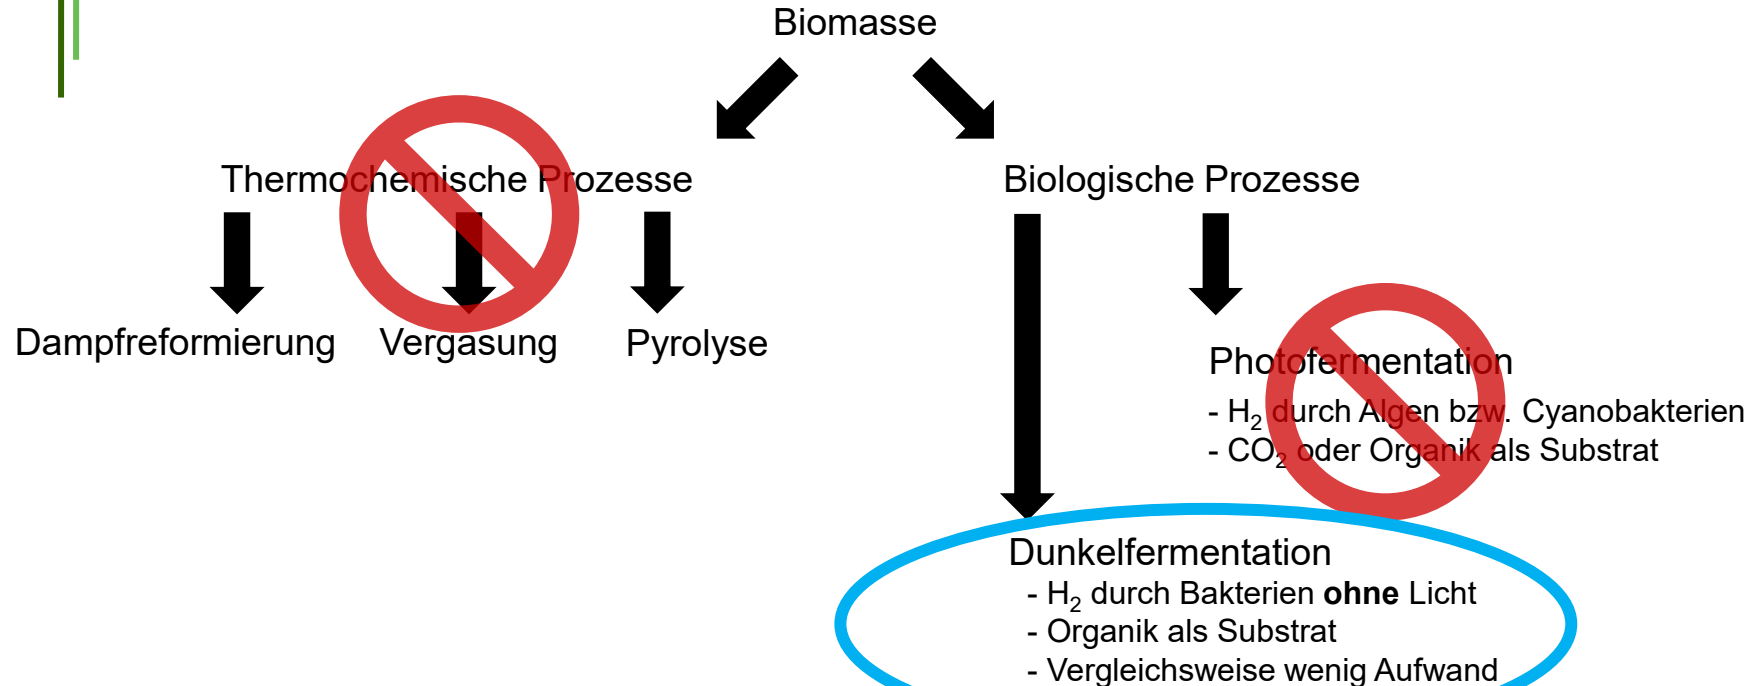 Biomasse
Thermochemische Prozesse
Biologische Prozesse
Dampfreformierung
Vergasung
Pyrolyse
Photofermentation
- H₂ durch Algen bzw. Cyanobakterien
- CO₂ oder Organik als Substrat
Dunkelfermentation
- H₂ durch Bakterien ohne Licht
- Organik als Substrat
- Vergleichsweise wenig Aufwand